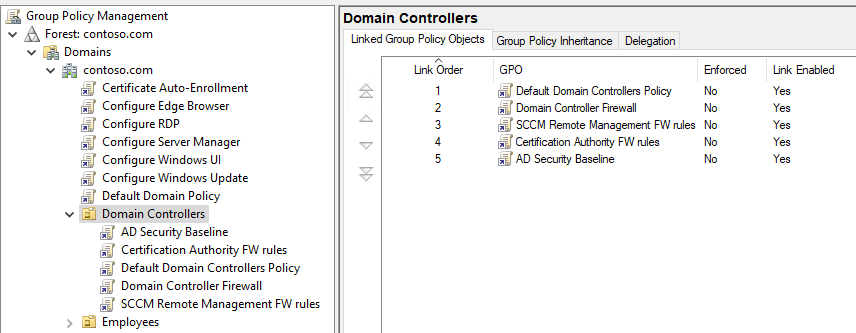 Group Policy Management
Forest: contoso.com
Domains
contoso.com
Certificate Auto-Enrollment
Configure Edge Browser
Configure RDP
Configure Server Manager
Configure Windows UI
Configure Windows Update
Default Domain Policy
Domain Controllers
AD Security Baseline
Certification Authority FW rules
Default Domain Controllers Policy
Domain Controller Firewall
SCCM Remote Management FW rules
Employees
Domain Controllers
Linked Group Policy Objects Group Policy Inheritance Delegation
Link Order GPO Enforced Link Enabled
1 Default Domain Controllers Policy No Yes
2 Domain Controller Firewall No Yes
3 SCCM Remote Management FW rules No Yes
4 Certification Authority FW rules No Yes
5 AD Security Baseline No Yes